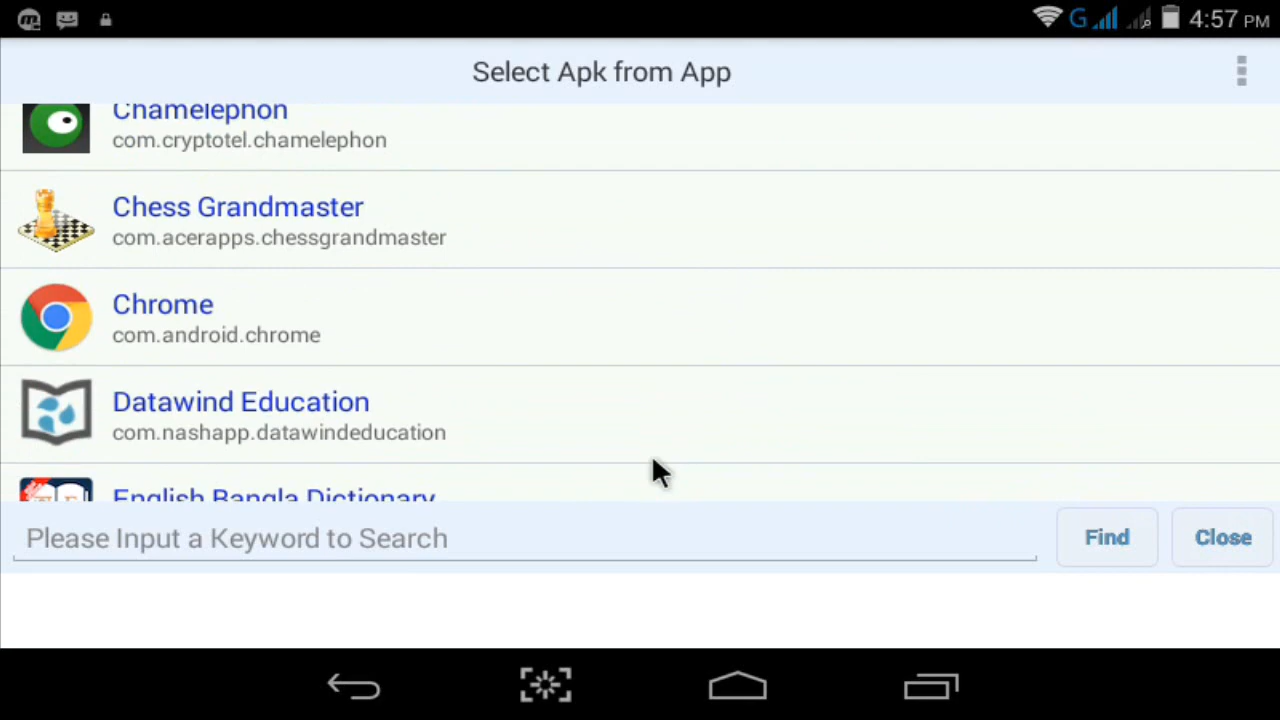 G 4:57 PM
Select Apk from App
Chamelephon
com.cryptotel.chamelephon
Chess Grandmaster
com.acerapps.chessgrandmaster
Chrome
com.android.chrome
Datawind Education
com.nashapp.datawindeducation
English Bangla Dictionary
Please Input a Keyword to Search
Find
Close